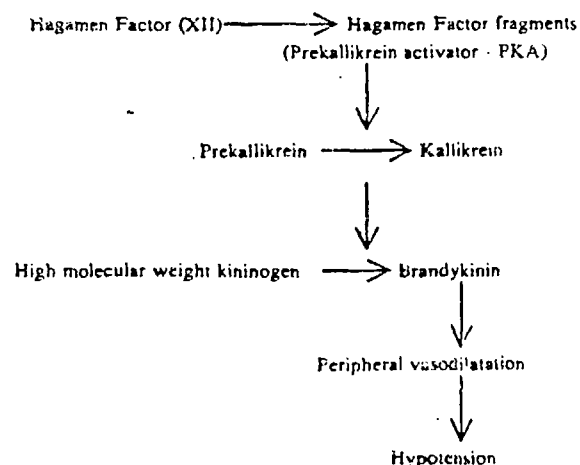 Hagamen Factor (XII) Hagamen Factor fragments
(Prekallikrein activator - PKA)
Prekallikrein Kallikrein
High molecular weight kininogen Brandykinin
Peripheral vasodilatation
Hypotension